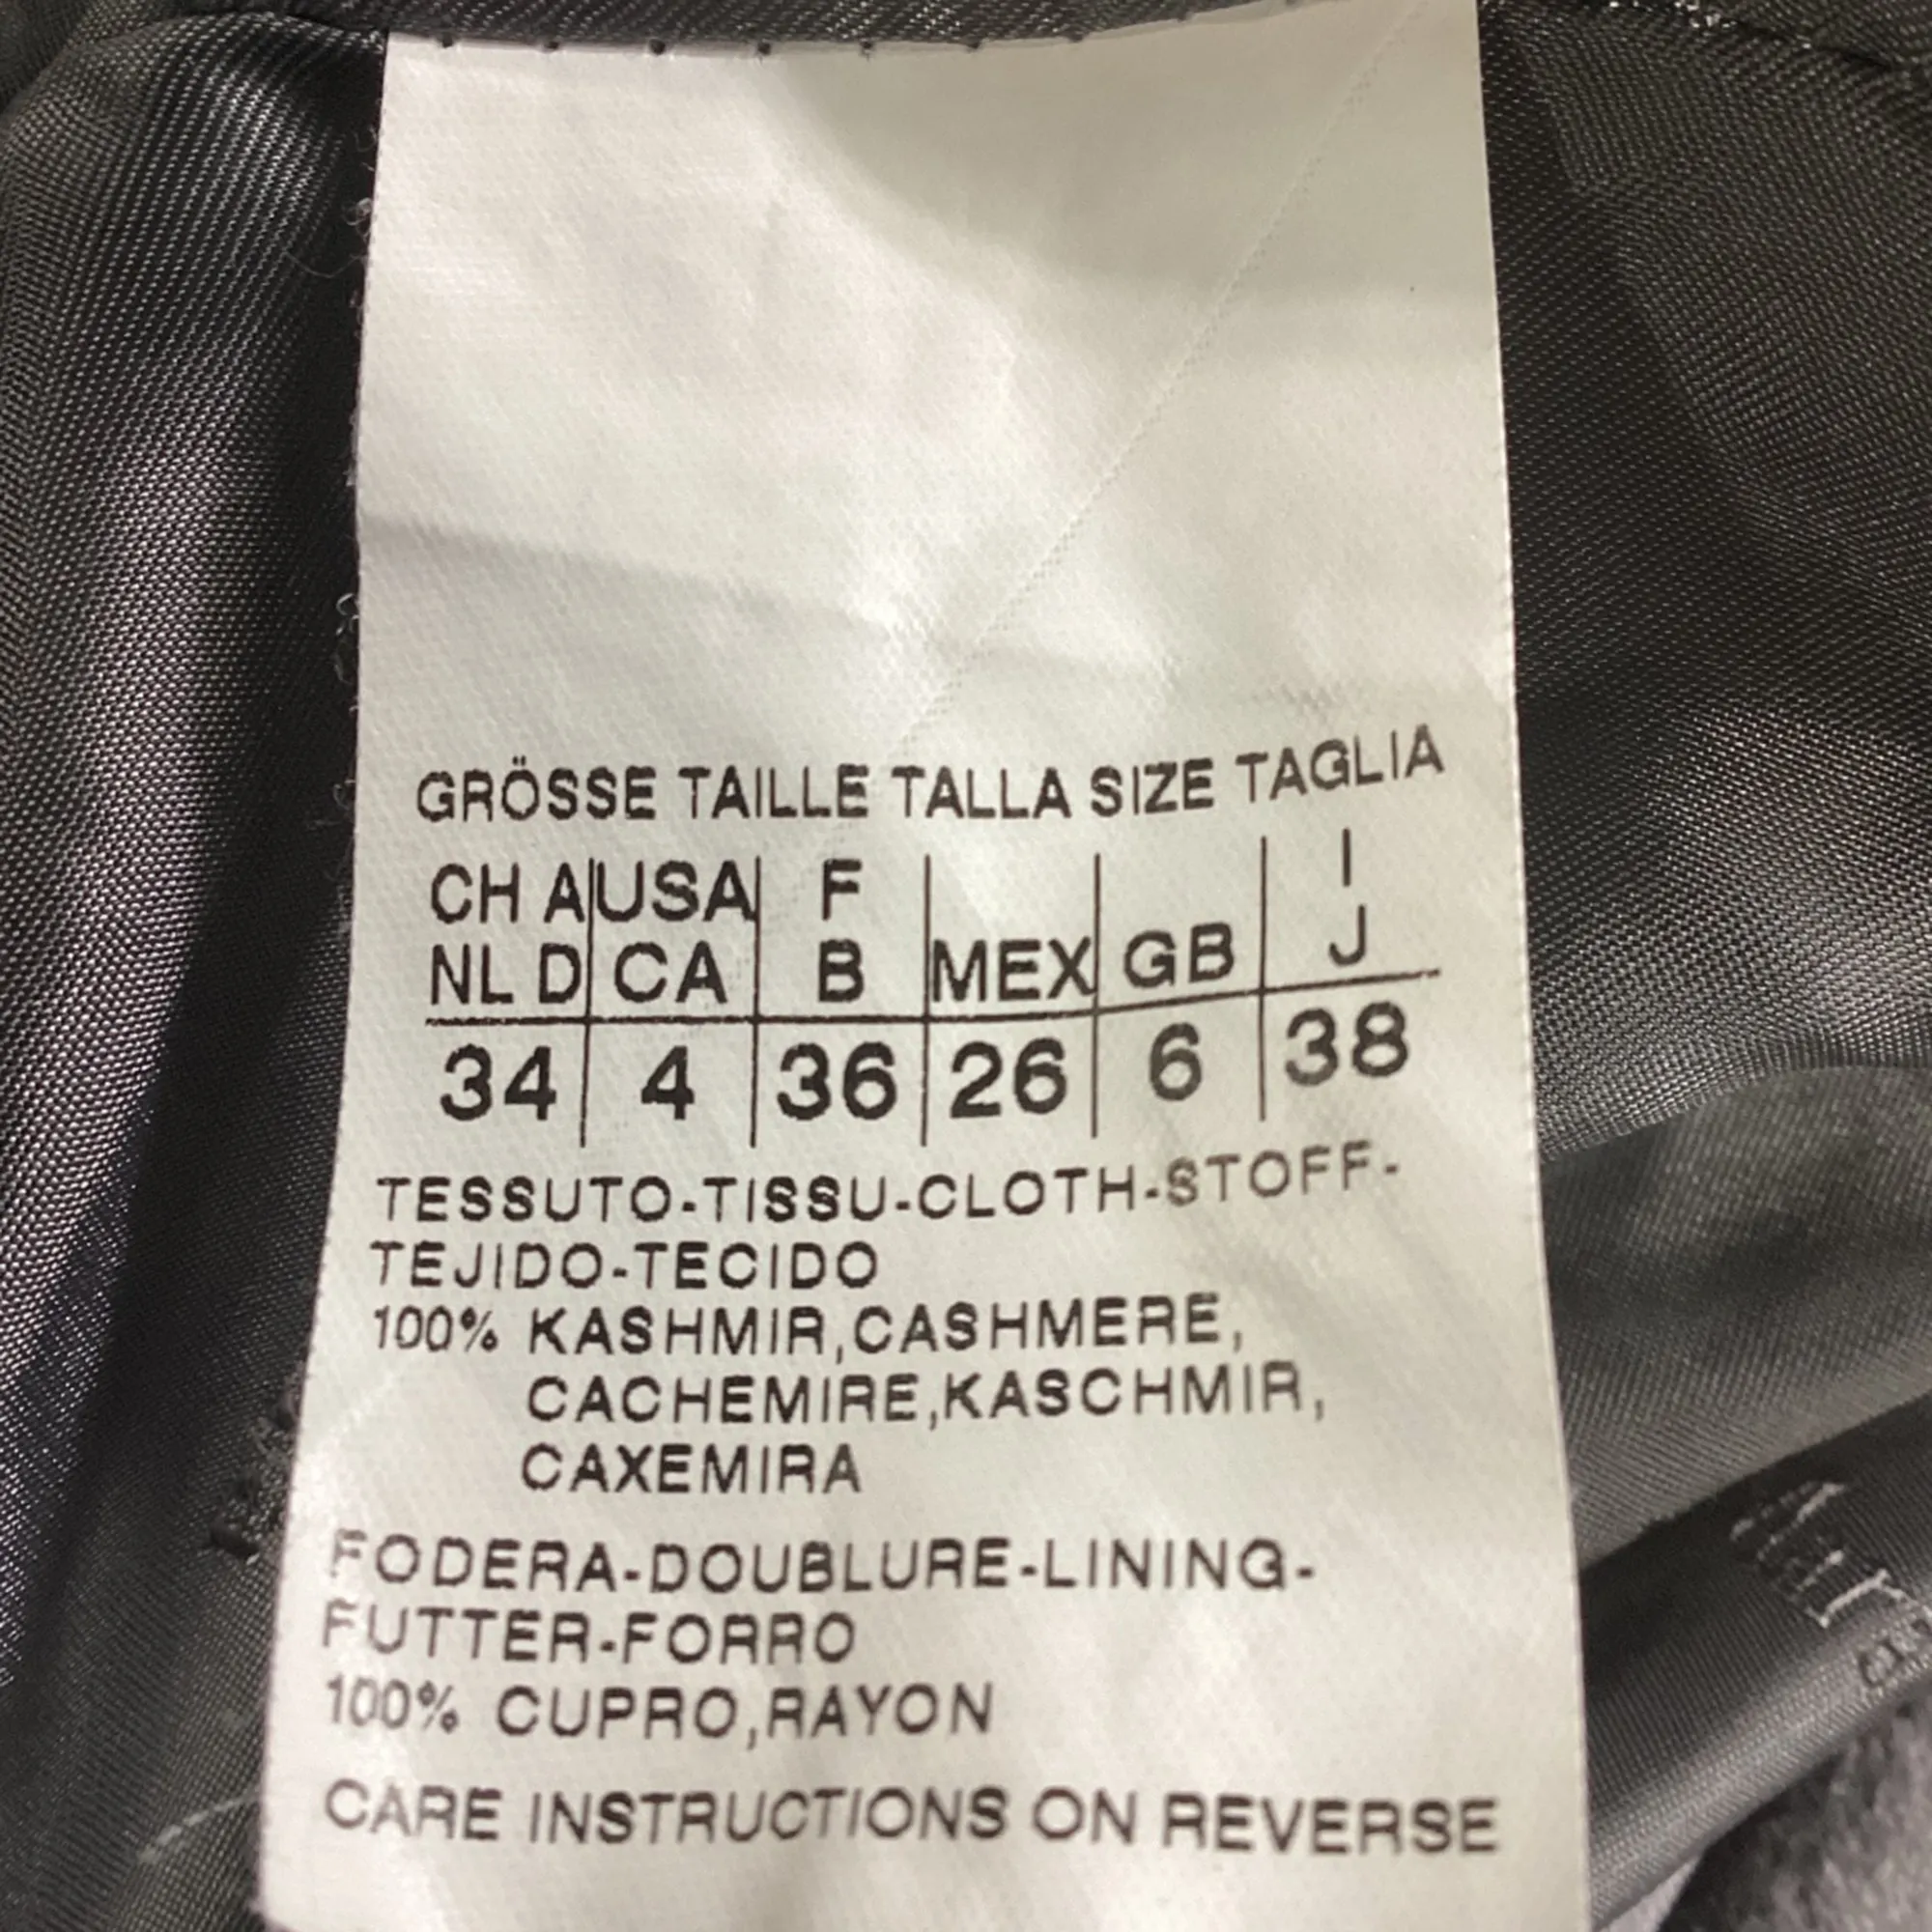 GRÖSSE TAILLE TALLA SIZE TAGLIA
CH A USA F I
NL D CA B MEX GB J
34 4 36 26 6 38
TESSUTO-TISSU-CLOTH-STOFF-
TEJIDO-TECIDO
100% KASHMIR,CASHMERE,
CACHEMIRE,KASCHMIR,
CAXEMIRA
FODERA-DOUBLURE-LINING-
FUTTER-FORRO
100% CUPRO,RAYON
CARE INSTRUCTIONS ON REVERSE